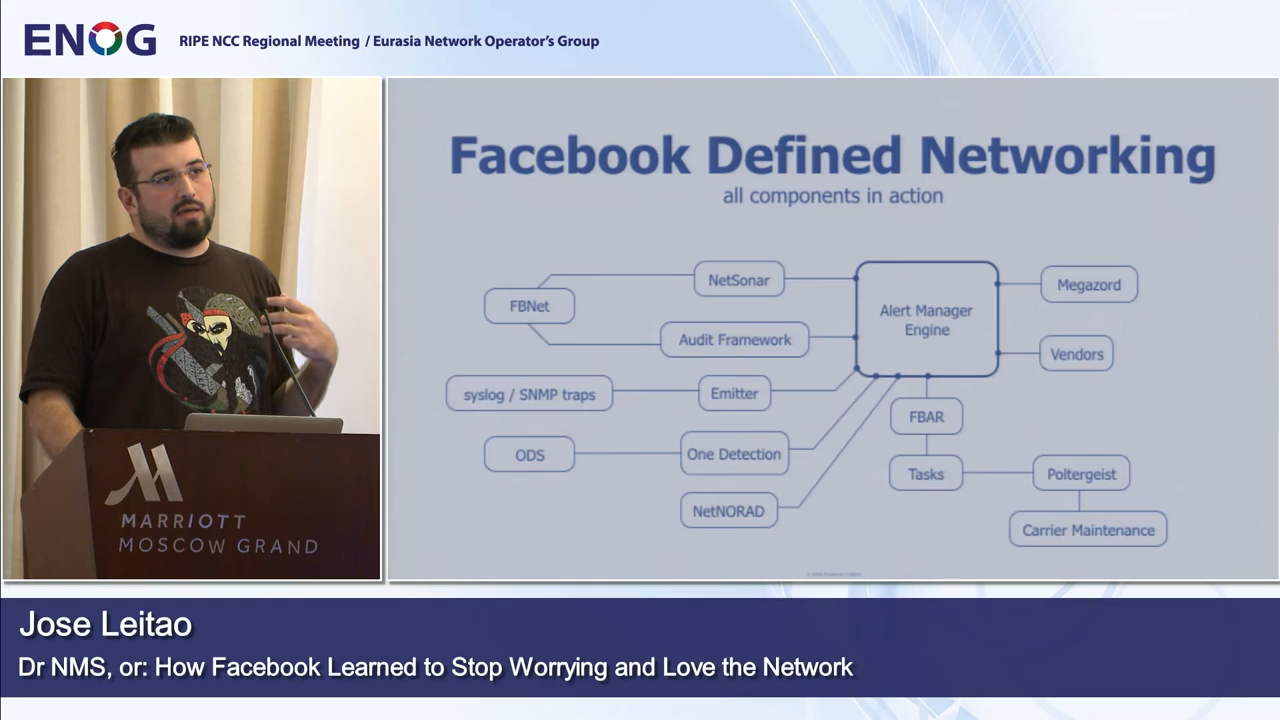 ENOG
RIPE NCC Regional Meeting / Eurasia Network Operator's Group
Facebook Defined Networking
all components in action
FBNet
NetSonar
Audit Framework
syslog / SNMP traps
Emitter
ODS
One Detection
NetNORAD
Alert Manager
Engine
Megazord
Vendors
FBAR
Tasks
Poltergeist
Carrier Maintenance
MARRIOTT
MOSCOW GRAND
Jose Leitao
Dr NMS, or: How Facebook Learned to Stop Worrying and Love the Network